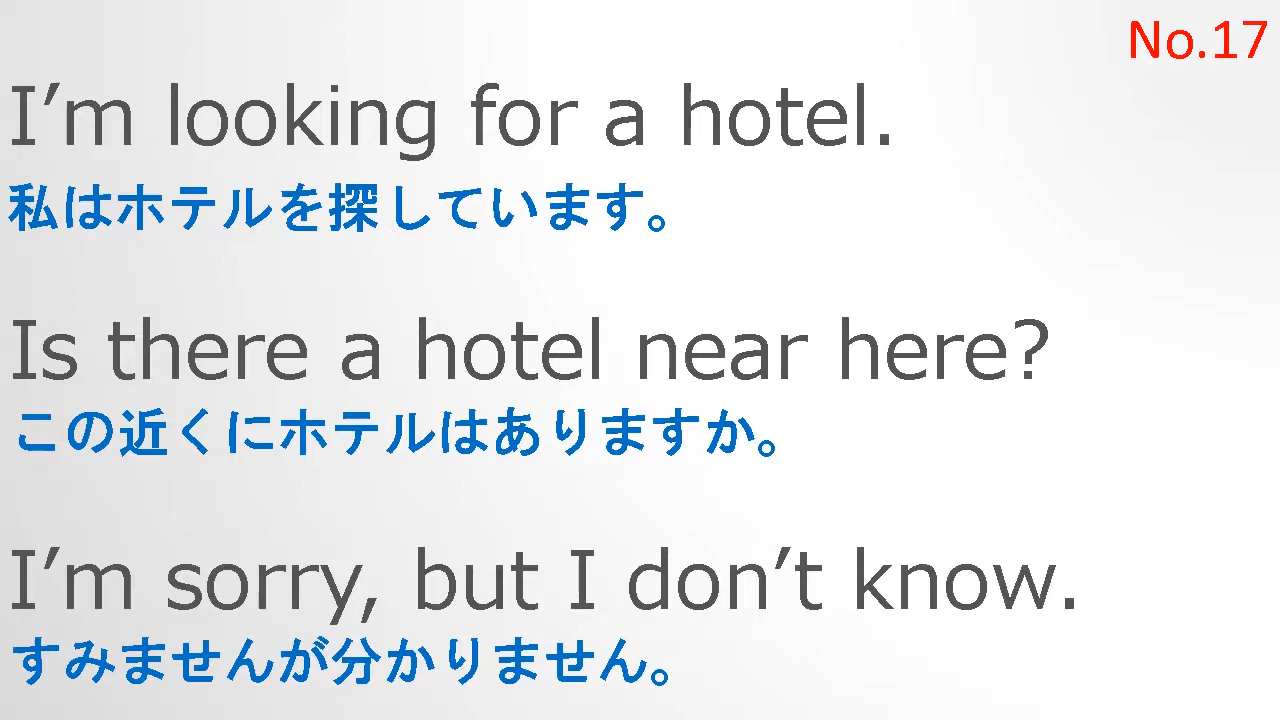 No.17
I’m looking for a hotel.
私はホテルを探しています。
Is there a hotel near here?
この近くにホテルはありますか。
I’m sorry, but I don’t know.
すみませんが分かりません。